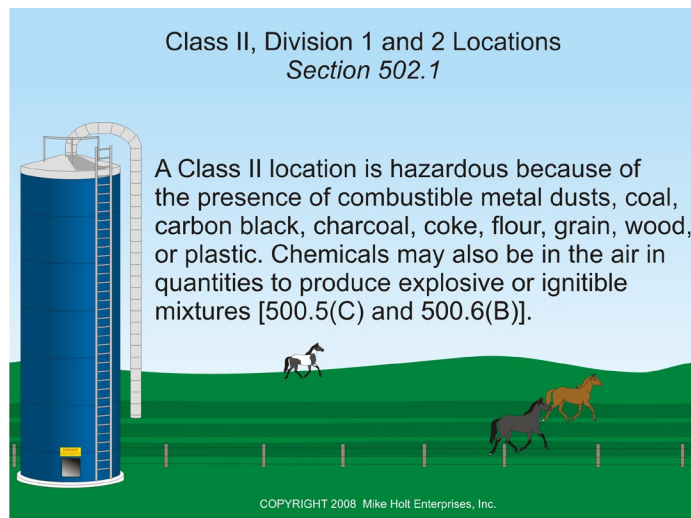 Class II, Division 1 and 2 Locations
Section 502.1
A Class II location is hazardous because of
the presence of combustible metal dusts, coal,
carbon black, charcoal, coke, flour, grain, wood,
or plastic. Chemicals may also be in the air in
quantities to produce explosive or ignitible
mixtures [500.5(C) and 500.6(B)].
DANGER
COPYRIGHT 2008 Mike Holt Enterprises, Inc.